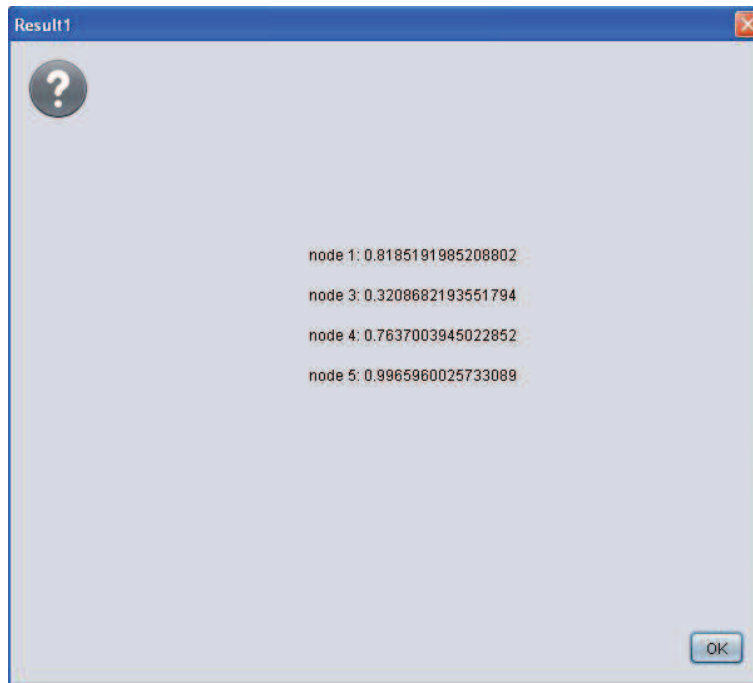 Result1
?
node 1: 0.8185191985208802
node 3: 0.3208682193551794
node 4: 0.7637003945022852
node 5: 0.9965960025733089
OK